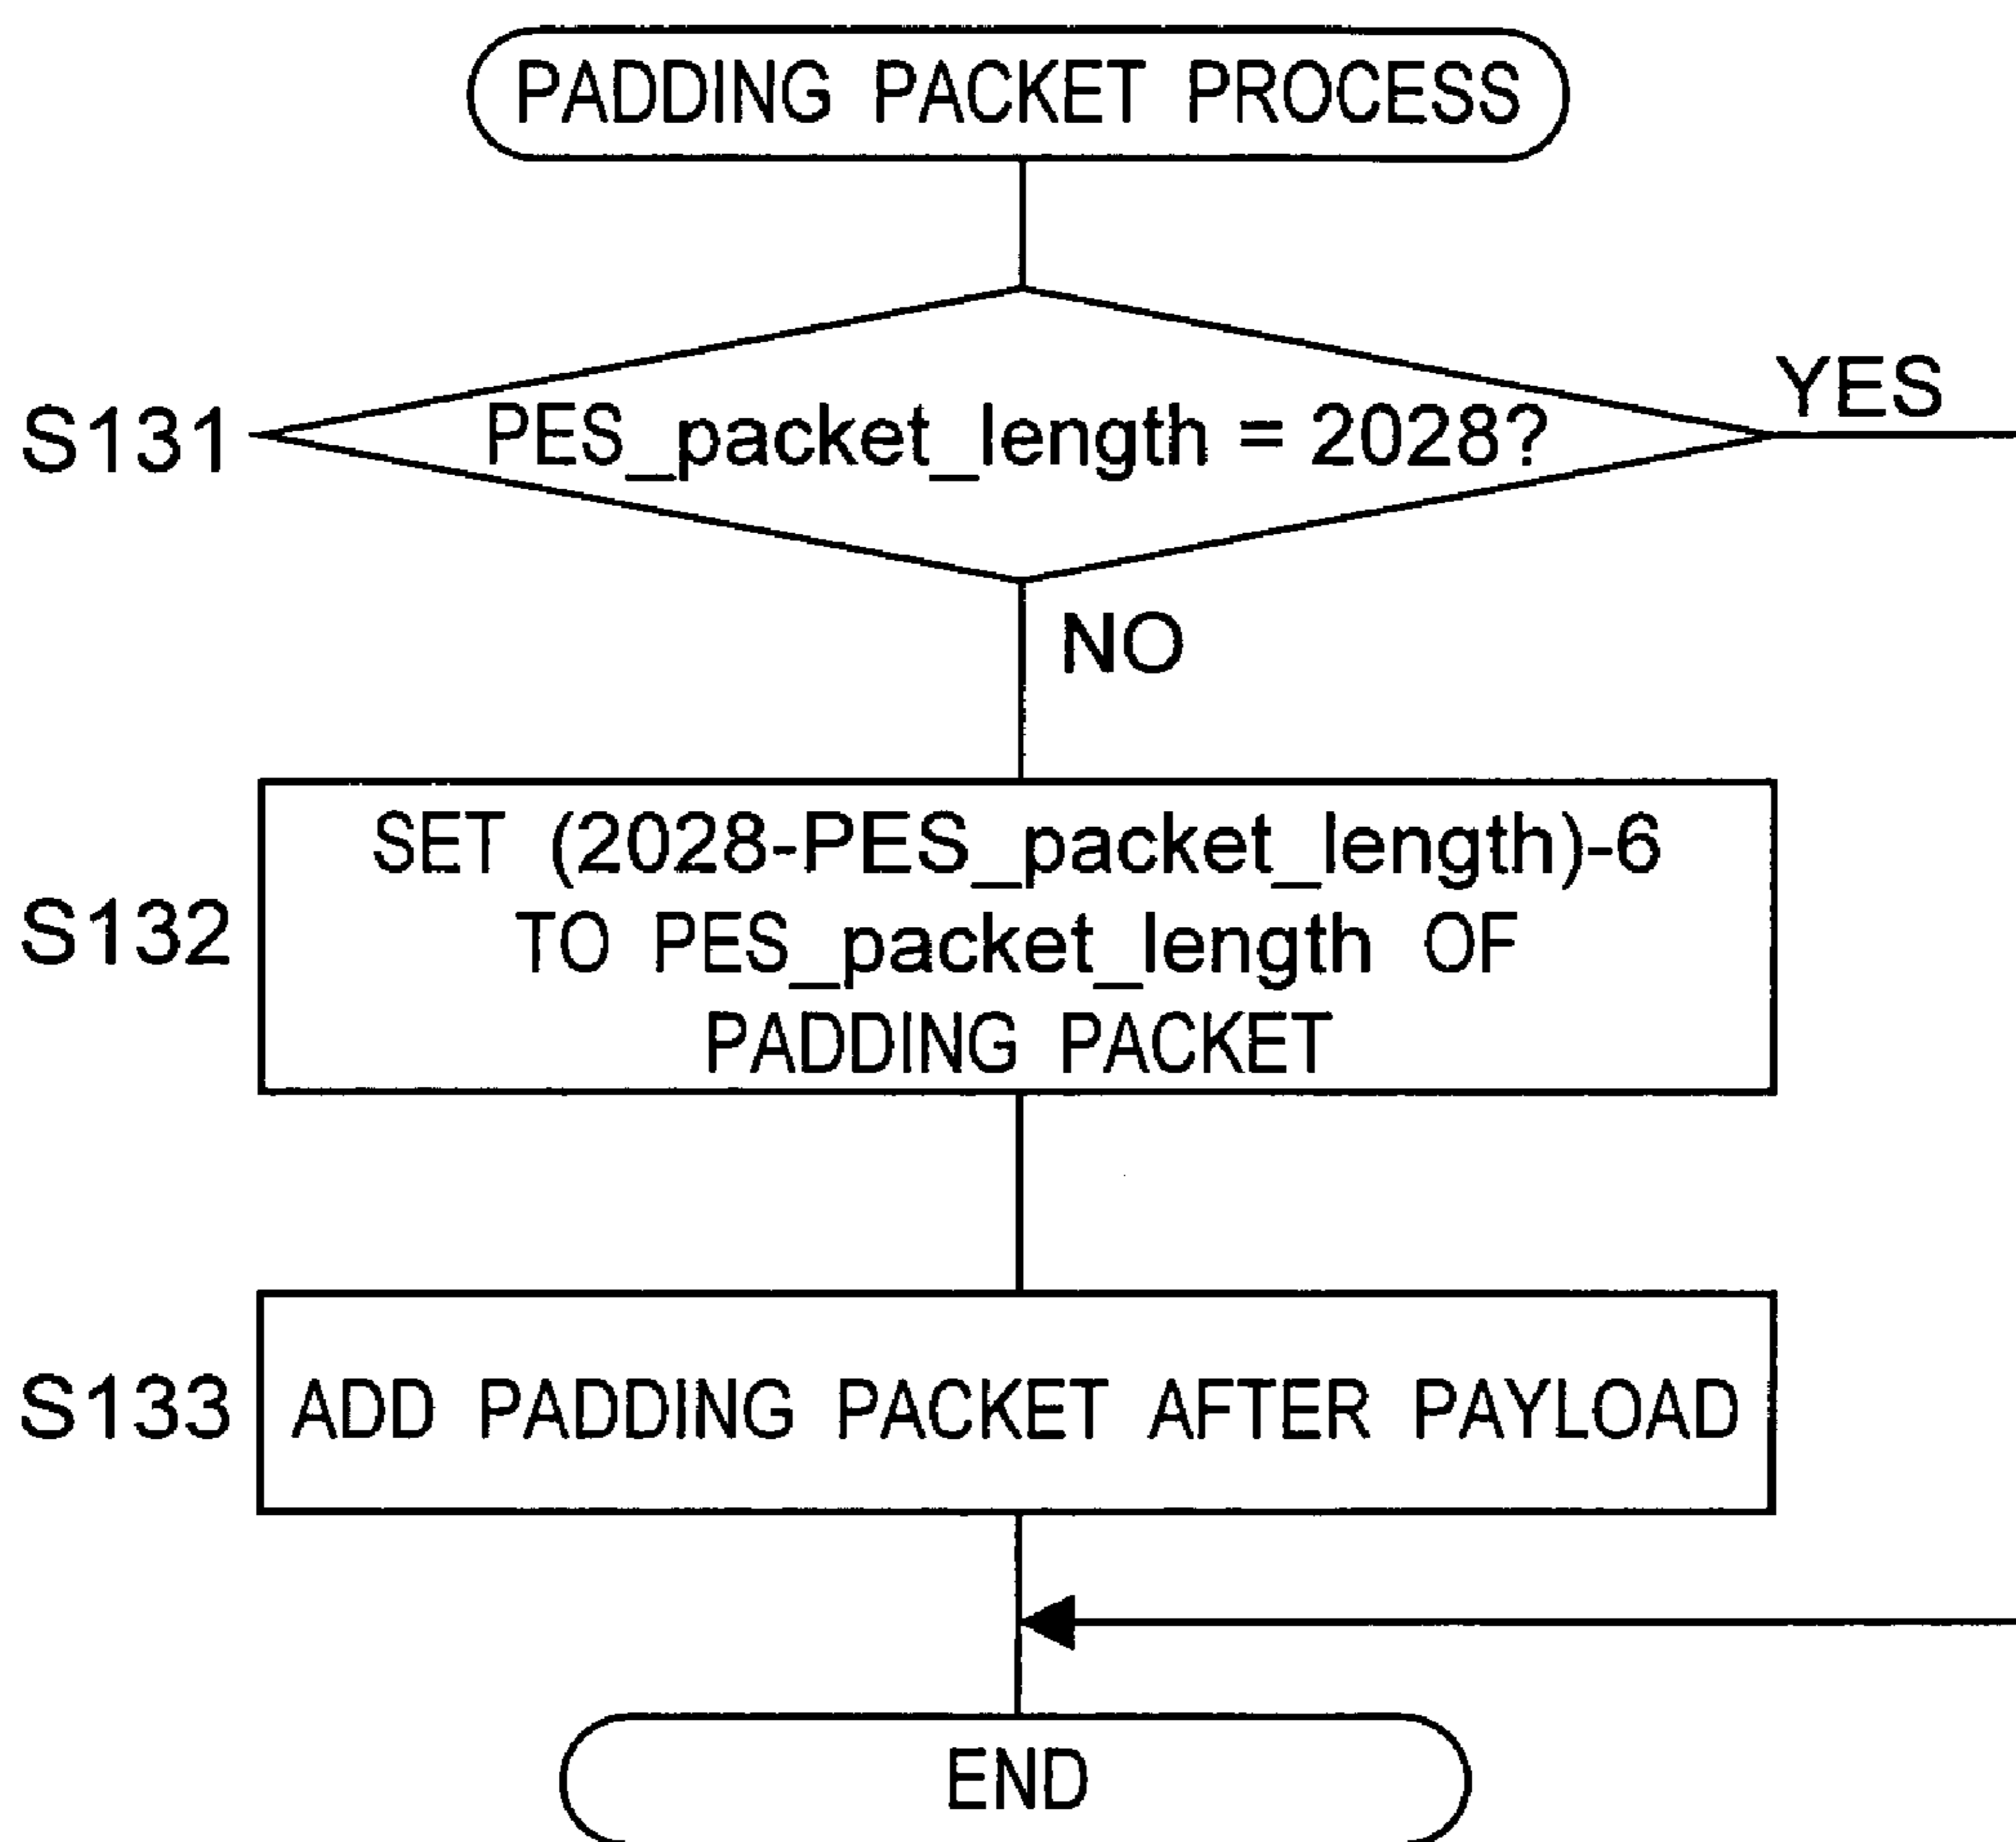 PADDING PACKET PROCESS
YES
S131
PES_packet_length = 2028?
NO
S132
SET (2028-PES_packet_length)-6
TO PES_packet_length OF
PADDING PACKET
S133
ADD PADDING PACKET AFTER PAYLOAD
END